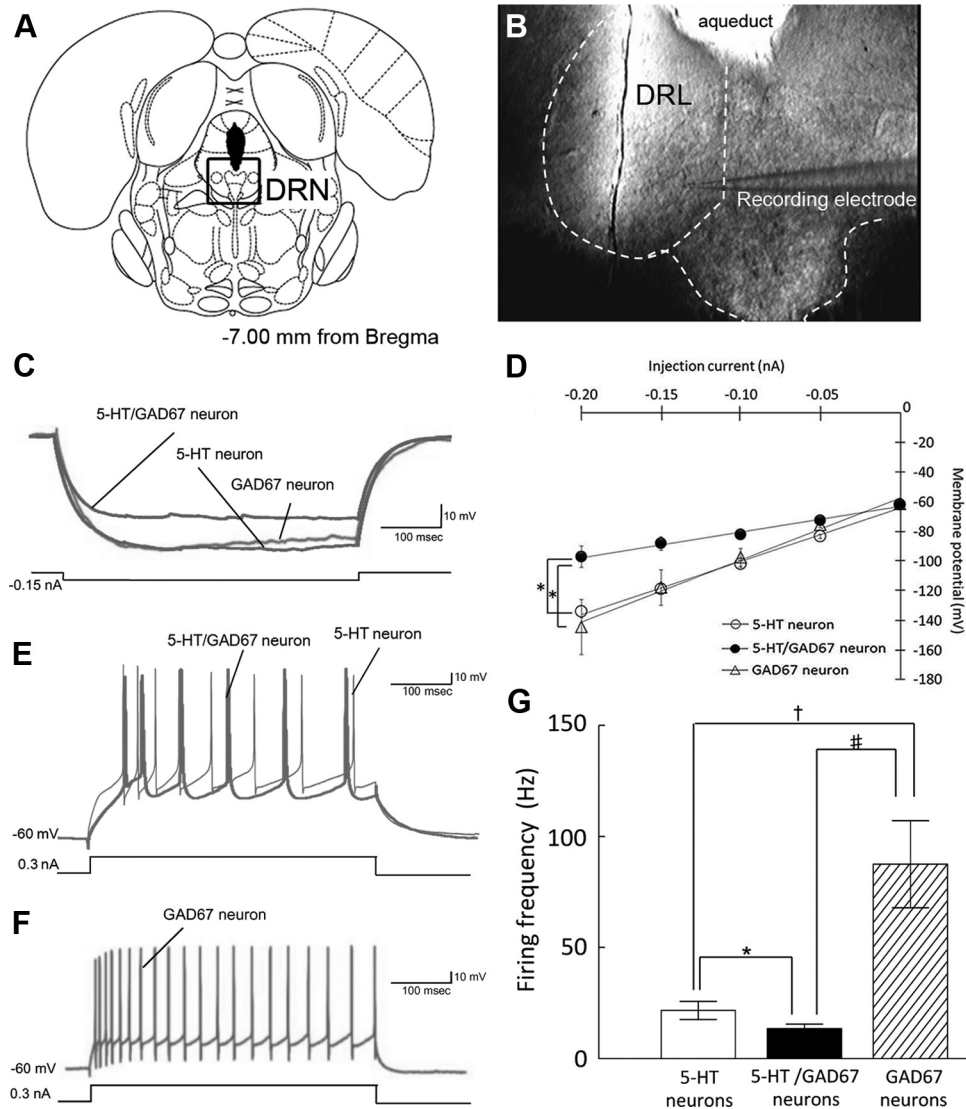 A
DRN
-7.00 mm from Bregma
B
aqueduct
DRL
Recording electrode
C
5-HT/GAD67 neuron
5-HT neuron
GAD67 neuron
10 mV
100 msec
-0.15 nA
D
Injection current (nA)
-0.20
-0.15
-0.10
-0.05
0
-20
-40
-60
-80
-100
-120
-140
-160
-180
Membrane potential (mV)
*
*
5-HT neuron
5-HT/GAD67 neuron
GAD67 neuron
E
5-HT/GAD67 neuron
5-HT neuron
10 mV
100 msec
-60 mV
0.3 nA
F
GAD67 neuron
10 mV
100 msec
-60 mV
0.3 nA
G
Firing frequency (Hz)
150
100
50
0
†
#
*
5-HT
neurons
5-HT /GAD67
neurons
GAD67
neurons